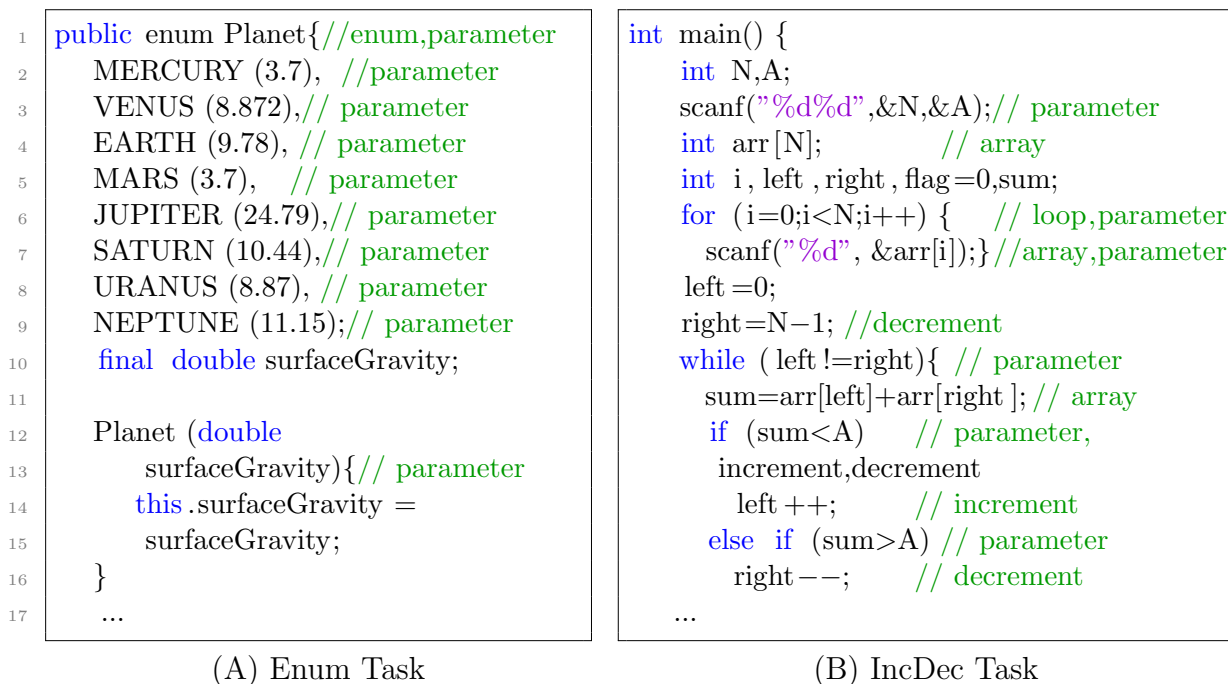 1 public enum Planet{//enum,parameter
2 MERCURY (3.7), //parameter
3 VENUS (8.872),// parameter
4 EARTH (9.78), // parameter
5 MARS (3.7), // parameter
6 JUPITER (24.79),// parameter
7 SATURN (10.44),// parameter
8 URANUS (8.87), // parameter
9 NEPTUNE (11.15);// parameter
10 final double surfaceGravity;
11
12 Planet (double
13 surfaceGravity){// parameter
14 this.surfaceGravity =
15 surfaceGravity;
16 }
17 ...
(A) Enum Task
int main() {
int N,A;
scanf("%d%d",&N,&A);// parameter
int arr[N]; // array
int i,left,right,flag=0,sum;
for (i=0;i<N;i++) { // loop,parameter
scanf("%d", &arr[i]);}//array,parameter
left=0;
right=N−1; //decrement
while (left!=right){ // parameter
sum=arr[left]+arr[right];// array
if (sum<A) // parameter,
increment,decrement
left++; // increment
else if (sum>A) // parameter
right−−; // decrement
...
(B) IncDec Task